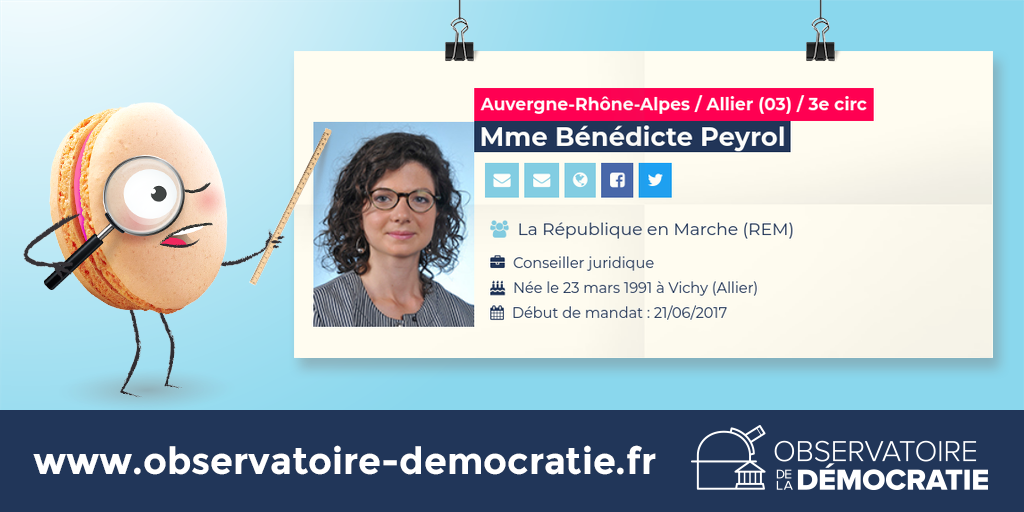 Auvergne-Rhône-Alpes / Allier (03) / 3e circ
Mme Bénédicte Peyrol
La République en Marche (REM)
Conseiller juridique
Née le 23 mars 1991 à Vichy (Allier)
Début de mandat : 21/06/2017
www.observatoire-democratie.fr
OBSERVATOIRE
DE LA DÉMOCRATIE